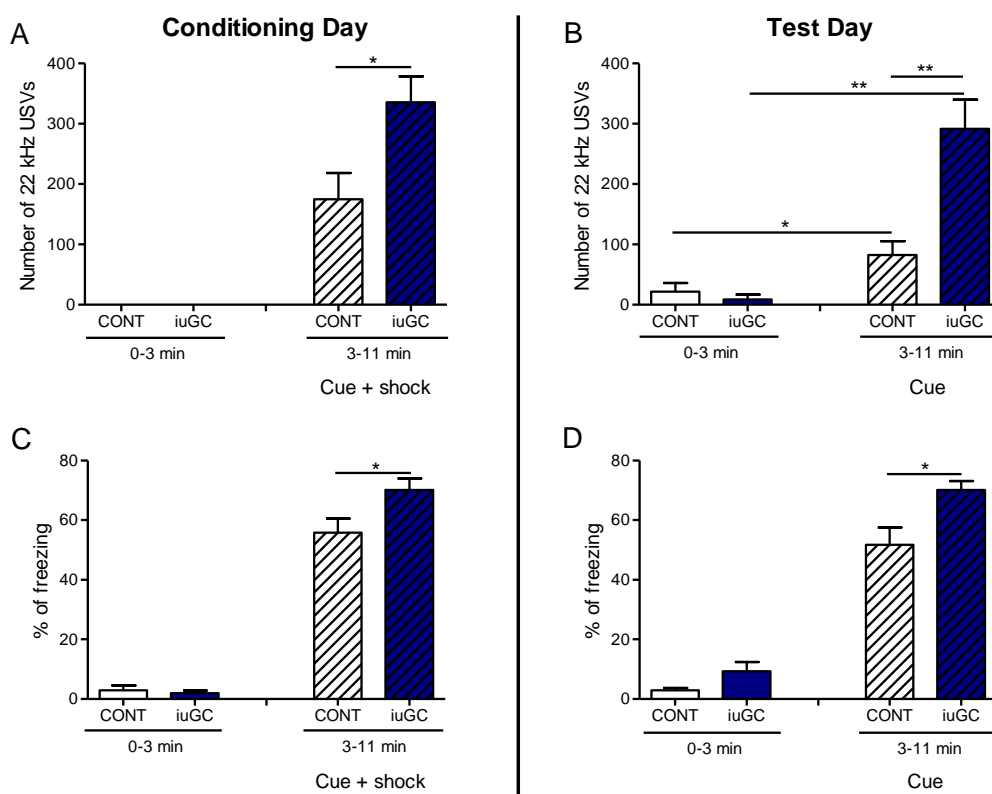 A
Conditioning Day
Number of 22 kHz USVs
400
300
200
100
0
*
CONT
iuGC
CONT
iuGC
0-3 min
3-11 min
Cue + shock
B
Test Day
Number of 22 kHz USVs
400
300
200
100
0
**
**
*
CONT
iuGC
CONT
iuGC
0-3 min
3-11 min
Cue
C
% of freezing
80
60
40
20
0
*
CONT
iuGC
CONT
iuGC
0-3 min
3-11 min
Cue + shock
D
% of freezing
80
60
40
20
0
*
CONT
iuGC
CONT
iuGC
0-3 min
3-11 min
Cue